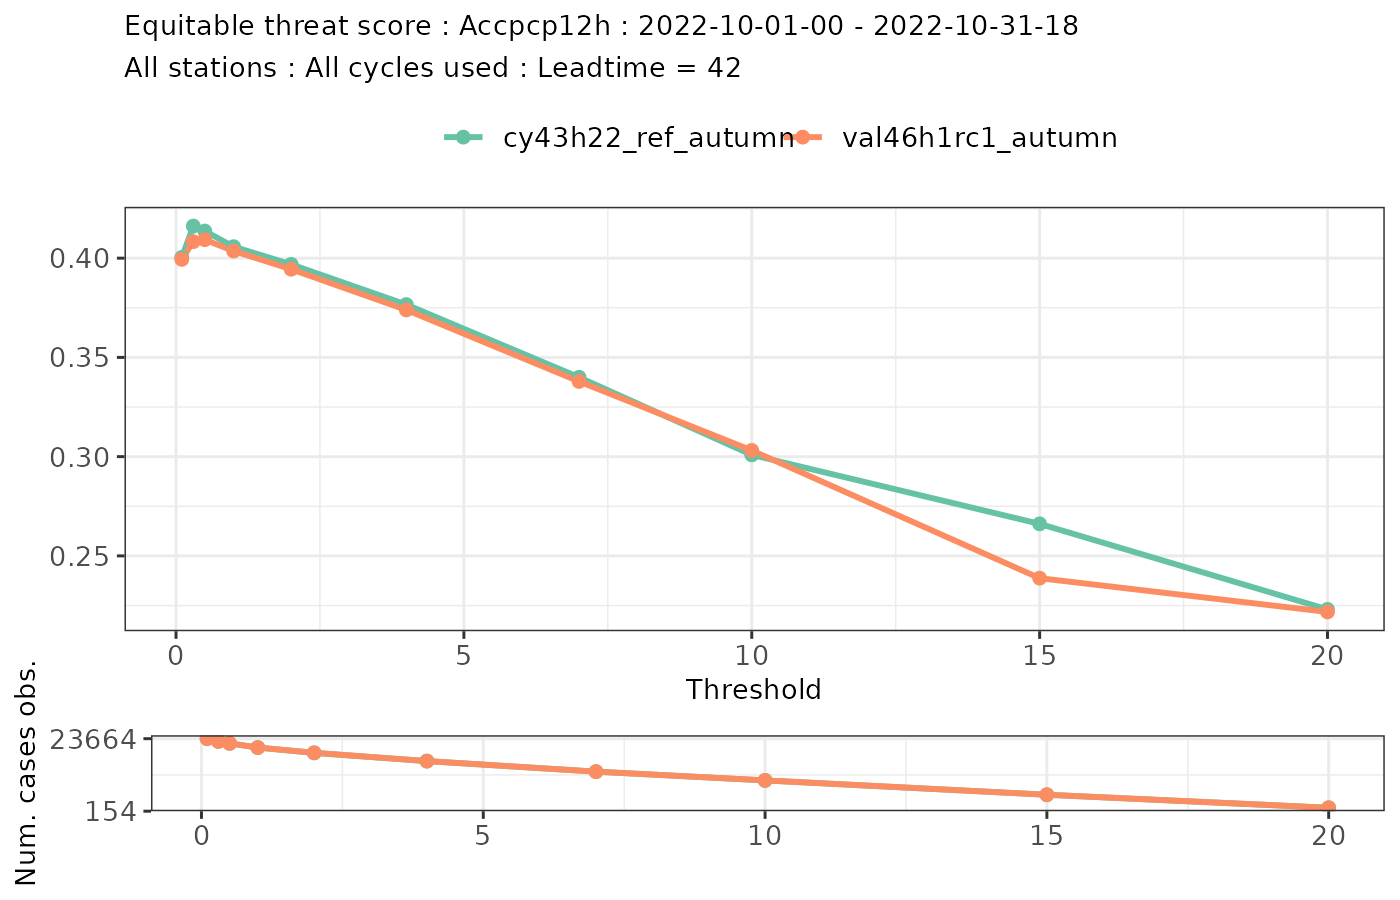 Equitable threat score : Accpcp12h : 2022-10-01-00 - 2022-10-31-18
All stations : All cycles used : Leadtime = 42
cy43h22_ref_autumn val46h1rc1_autumn
0.40
0.35
0.30
0.25
0 5 10 15 20
Threshold
Num. cases obs.
23664
154
0 5 10 15 20